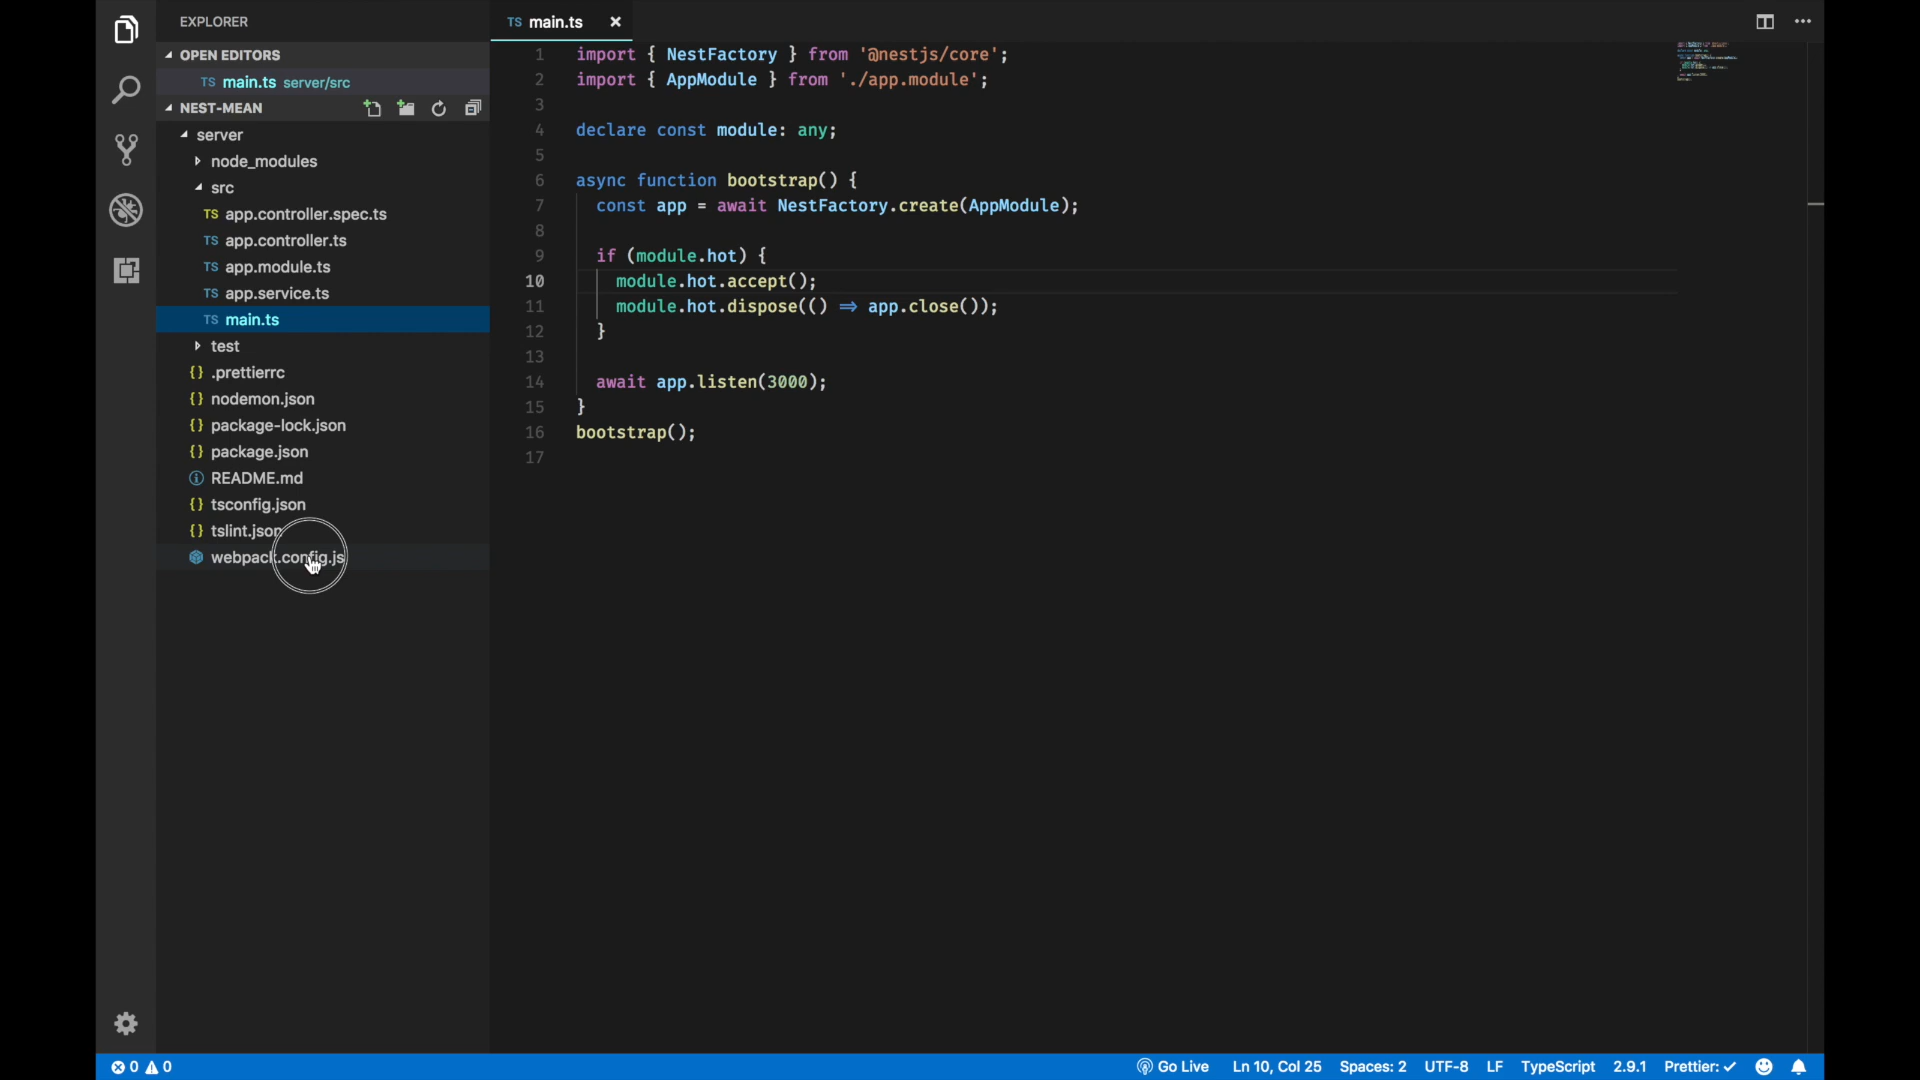 EXPLORER
OPEN EDITORS
TS main.ts server/src
NEST-MEAN
server
node_modules
src
TS app.controller.spec.ts
TS app.controller.ts
TS app.module.ts
TS app.service.ts
TS main.ts
test
{} .prettierrc
{} nodemon.json
{} package-lock.json
{} package.json
README.md
{} tsconfig.json
{} tslint.json
webpack.config.js
TS main.ts ×
1 import { NestFactory } from '@nestjs/core';
2 import { AppModule } from './app.module';
3
4 declare const module: any;
5
6 async function bootstrap() {
7 const app = await NestFactory.create(AppModule);
8
9 if (module.hot) {
10 module.hot.accept();
11 module.hot.dispose(() => app.close());
12 }
13
14 await app.listen(3000);
15 }
16 bootstrap();
17
0 0
Go Live Ln 10, Col 25 Spaces: 2 UTF-8 LF TypeScript 2.9.1 Prettier: ✓